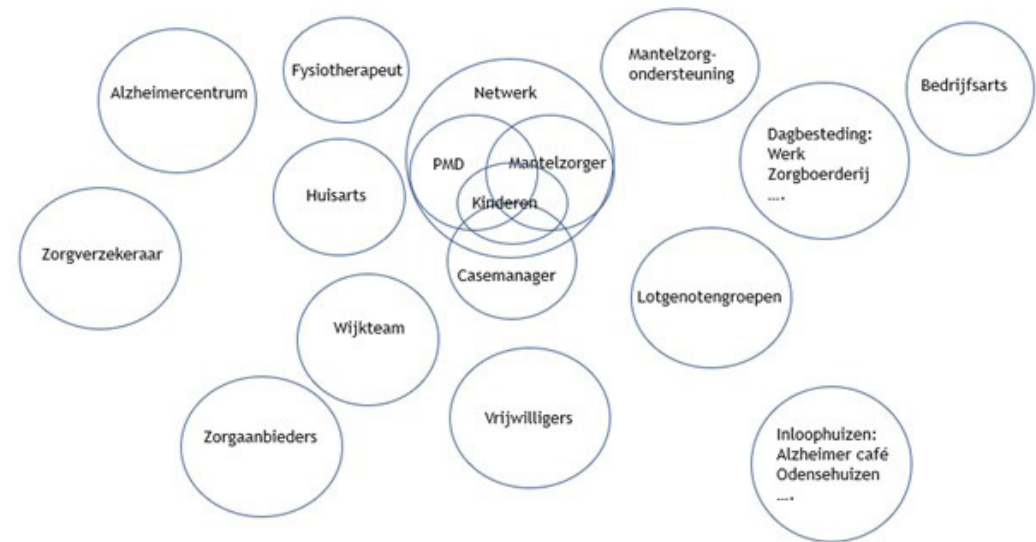 Alzheimercentrum
Fysiotherapeut
Netwerk
Mantelzorg-
ondersteuning
Bedrijfsarts
PMD
Mantelzorger
Kinderen
Casemanager
Dagbesteding:
Werk
Zorgboerderij
....
Huisarts
Zorgverzekeraar
Lotgenotengroepen
Wijkteam
Vrijwilligers
Zorgaanbieders
Inloophuizen:
Alzheimer café
Odensehuizen
....